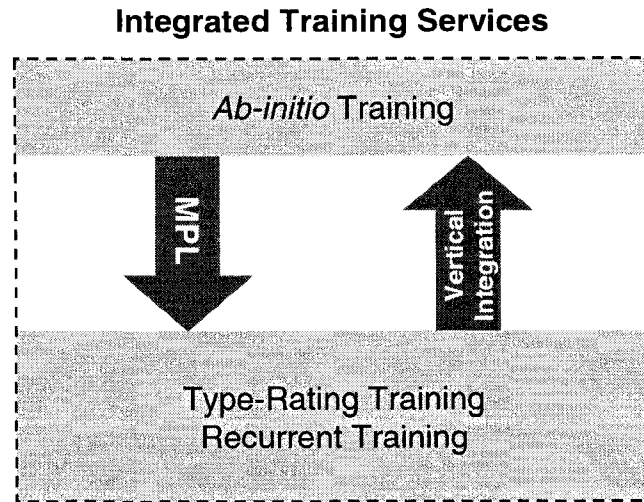 Integrated Training Services
Ab-initio Training
MPL
Vertical
Integration
Type-Rating Training
Recurrent Training